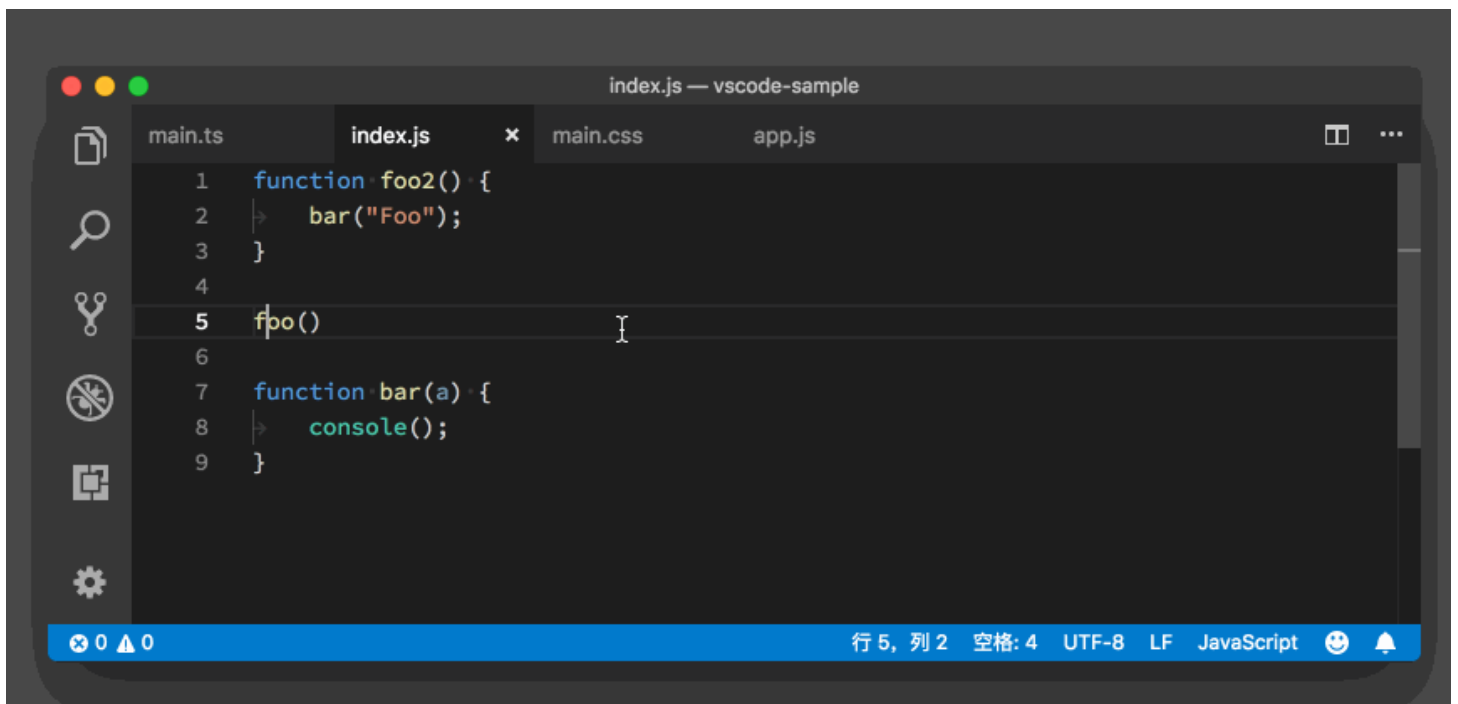 index.js — vscode-sample
main.ts index.js × main.css app.js
1 function foo2() {
2 bar("Foo");
3 }
4
5 foo()
6
7 function bar(a) {
8 console();
9 }
0 0 行 5，列 2 空格: 4 UTF-8 LF JavaScript